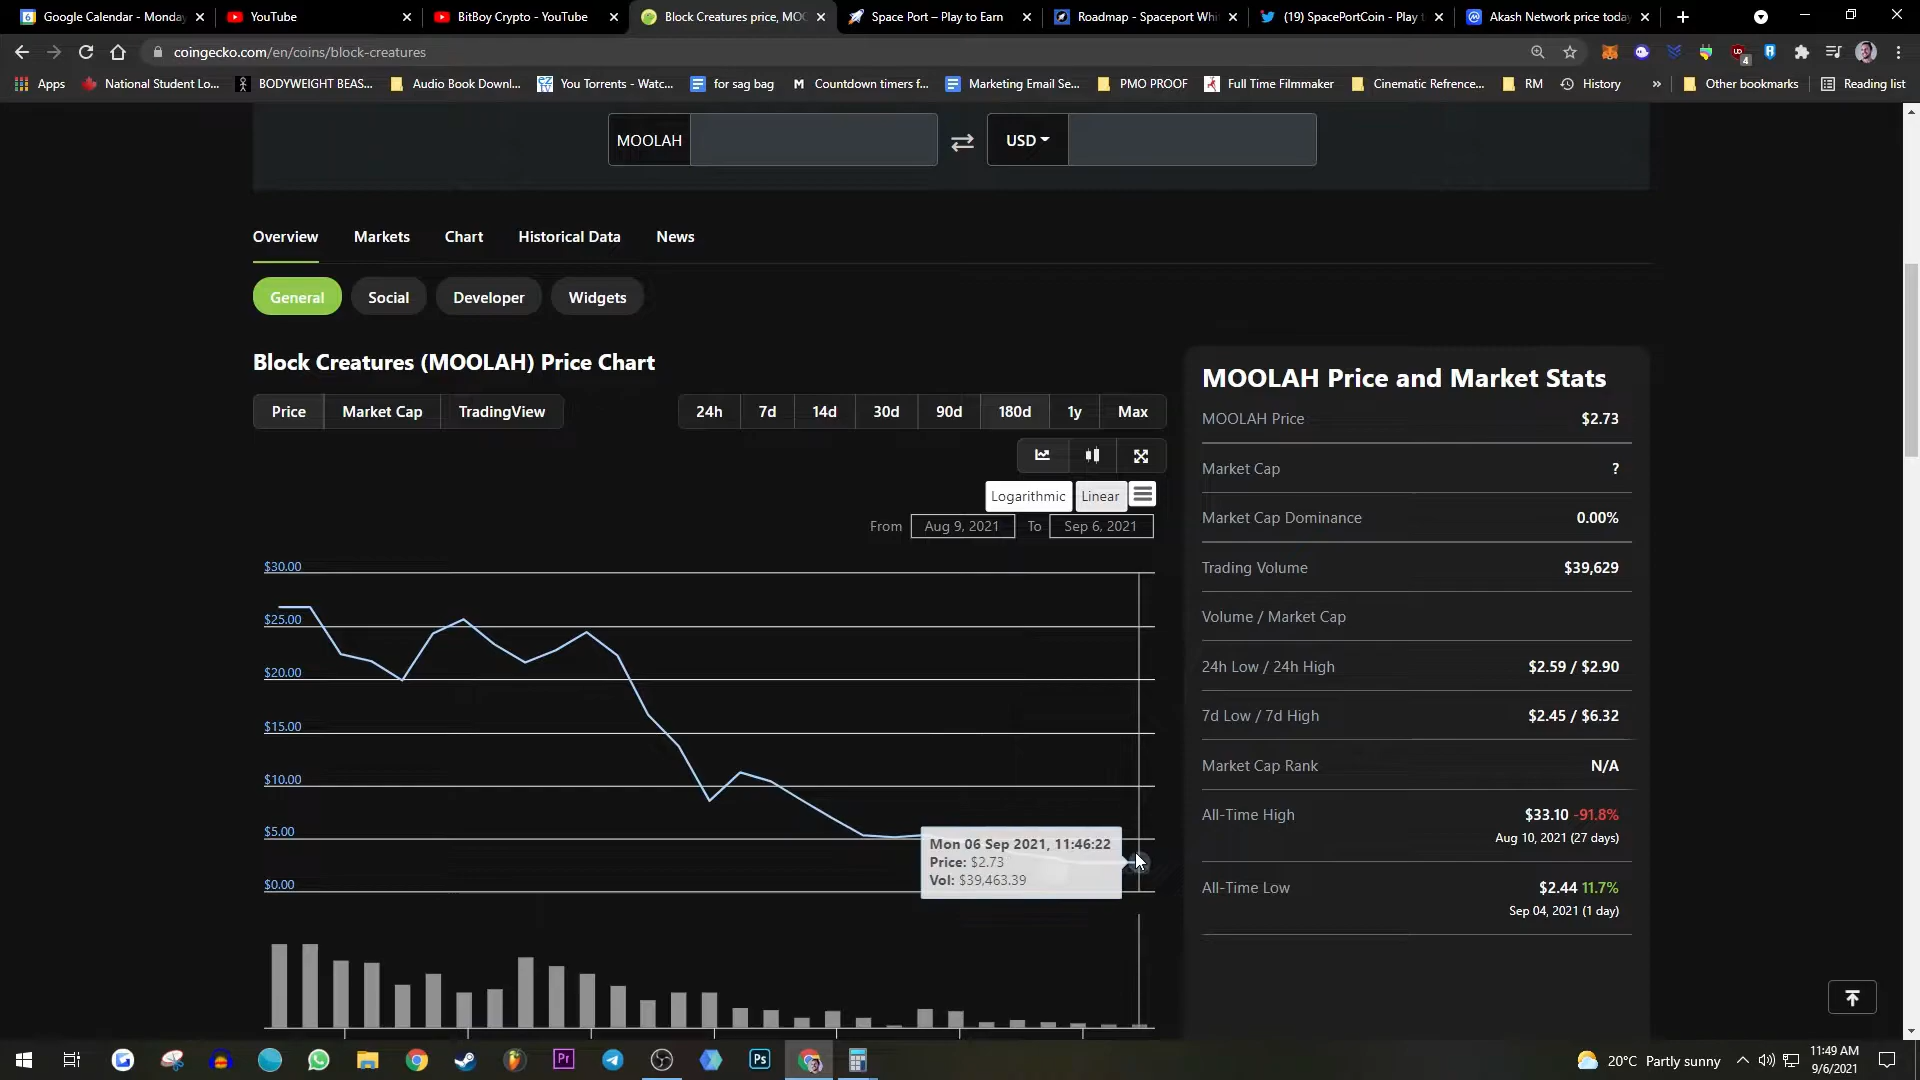 Google Calendar - Monday
YouTube
BitBoy Crypto - YouTube
Block Creatures price, MOO
Space Port – Play to Earn
Roadmap - Spaceport Whi
(19) SpacePortCoin - Play t
Akash Network price today
coingecko.com/en/coins/block-creatures
4
Apps
National Student Lo...
BODYWEIGHT BEAS...
Audio Book Downl...
You Torrents - Watc...
for sag bag
Countdown timers f...
Marketing Email Se...
PMO PROOF
Full Time Filmmaker
Cinematic Refrence...
RM
History
»
Other bookmarks
Reading list
MOOLAH
USD
Overview
Markets
Chart
Historical Data
News
General
Social
Developer
Widgets
Block Creatures (MOOLAH) Price Chart
Price
Market Cap
TradingView
24h
7d
14d
30d
90d
180d
1y
Max
Logarithmic
Linear
From
Aug 9, 2021
To
Sep 6, 2021
$30.00
$25.00
$20.00
$15.00
$10.00
$5.00
$0.00
Mon 06 Sep 2021, 11:46:22
Price: $2.73
Vol: $39,463.39
MOOLAH Price and Market Stats
MOOLAH Price $2.73
Market Cap ?
Market Cap Dominance 0.00%
Trading Volume $39,629
Volume / Market Cap
24h Low / 24h High $2.59 / $2.90
7d Low / 7d High $2.45 / $6.32
Market Cap Rank N/A
All-Time High $33.10 -91.8%
Aug 10, 2021 (27 days)
All-Time Low $2.44 11.7%
Sep 04, 2021 (1 day)
Pr
Ps
20°C Partly sunny
11:49 AM
9/6/2021